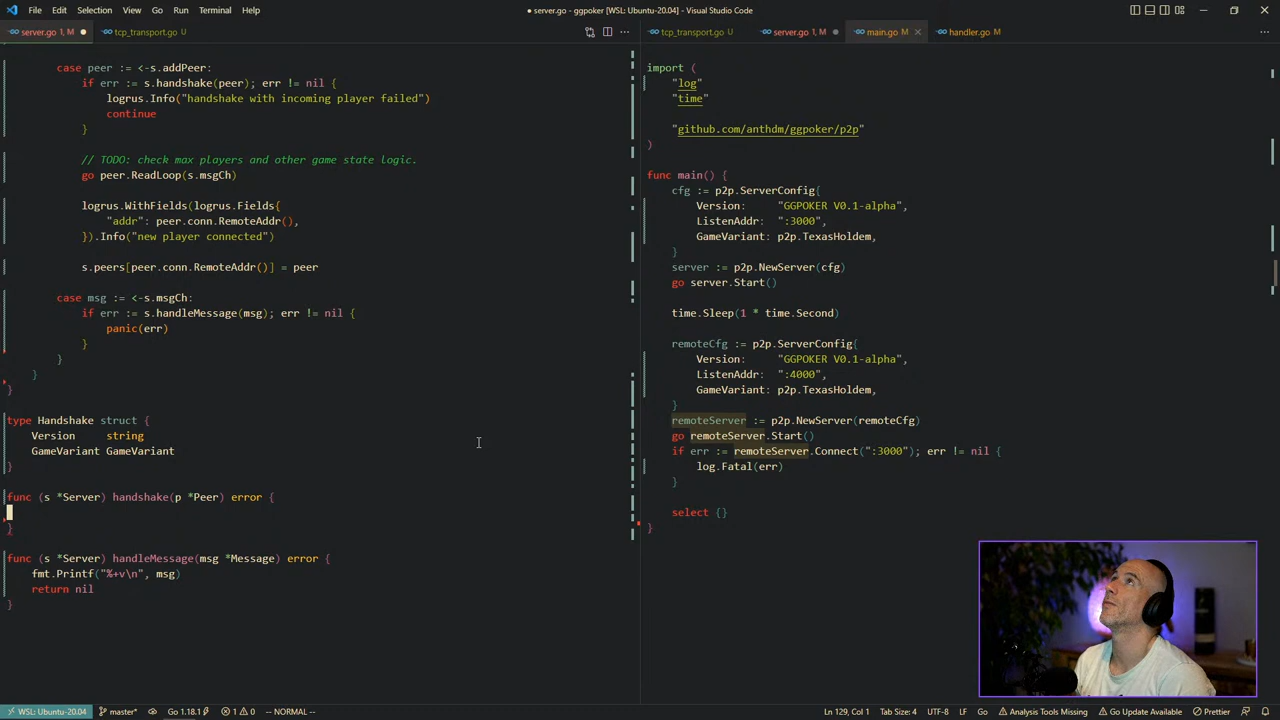 File Edit Selection View Go Run Terminal Help
● server.go - ggpoker [WSL: Ubuntu-20.04] - Visual Studio Code
server.go 1, M ●
tcp_transport.go U
tcp_transport.go U
server.go 1, M ●
main.go U ×
handler.go M
case peer := <-s.addPeer:
if err := s.handshake(peer); err != nil {
logrus.Info("handshake with incoming player failed")
continue
}
// TODO: check max players and other game state logic.
go peer.ReadLoop(s.msgCh)
logrus.WithFields(logrus.Fields{
"addr": peer.conn.RemoteAddr(),
}).Info("new player connected")
s.peers[peer.conn.RemoteAddr()] = peer
case msg := <-s.msgCh:
if err := s.handleMessage(msg); err != nil {
panic(err)
}
}
}
}
type Handshake struct {
Version string
GameVariant GameVariant
}
func (s *Server) handshake(p *Peer) error {
}
func (s *Server) handleMessage(msg *Message) error {
fmt.Printf("%+v\n", msg)
return nil
}
import (
"log"
"time"
"github.com/anthdm/ggpoker/p2p"
)
func main() {
cfg := p2p.ServerConfig{
Version: "GGPOKER V0.1-alpha",
ListenAddr: ":3000",
GameVariant: p2p.TexasHoldem,
}
server := p2p.NewServer(cfg)
go server.Start()
time.Sleep(1 * time.Second)
remoteCfg := p2p.ServerConfig{
Version: "GGPOKER V0.1-alpha",
ListenAddr: ":4000",
GameVariant: p2p.TexasHoldem,
}
remoteServer := p2p.NewServer(remoteCfg)
go remoteServer.Start()
if err := remoteServer.Connect(":3000"); err != nil {
log.Fatal(err)
}
select {}
}
WSL: Ubuntu-20.04 master* Go 1.18.1 1 0 -- NORMAL -- Ln 129, Col 1 Tab Size: 4 UTF-8 LF Go Analysis Tools Missing Go Update Available Prettier